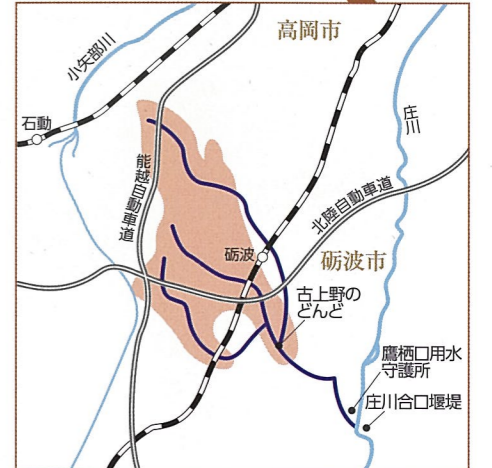 高岡市
小矢部川
石動
庄川
能越自動車道
北陸自動車道
砺波
砺波市
古上野の
どんど
鷹栖口用水
守護所
庄川合口堰堤